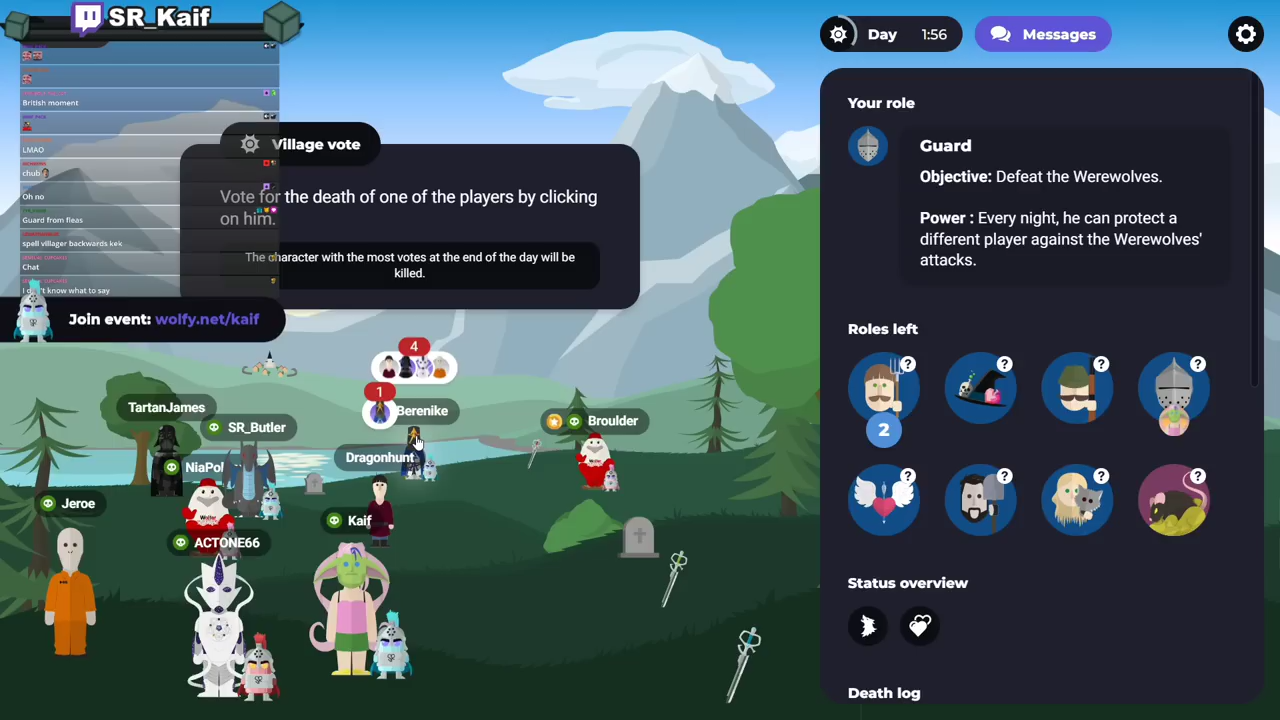 SR_Kaif
British moment
LMAO
chub
Oh no
Guard from fleas
spell villager backwards kek
Chat
know what to say
Join event: wolfy.net/kaif
Village vote
Vote for the death of one of the players by clicking
on him.
The character with the most votes at the end of the day will be
killed.
4
1
Berenike
TartanJames
SR_Butler
Broulder
NiaPol
Dragonhunt
Jeroe
Kaif
ACTONE66
Day 1:56
Messages
Your role
Guard
Objective: Defeat the Werewolves.
Power : Every night, he can protect a
different player against the Werewolves'
attacks.
Roles left
? ? ? ?
2
? ? ? ?
Status overview
Death log